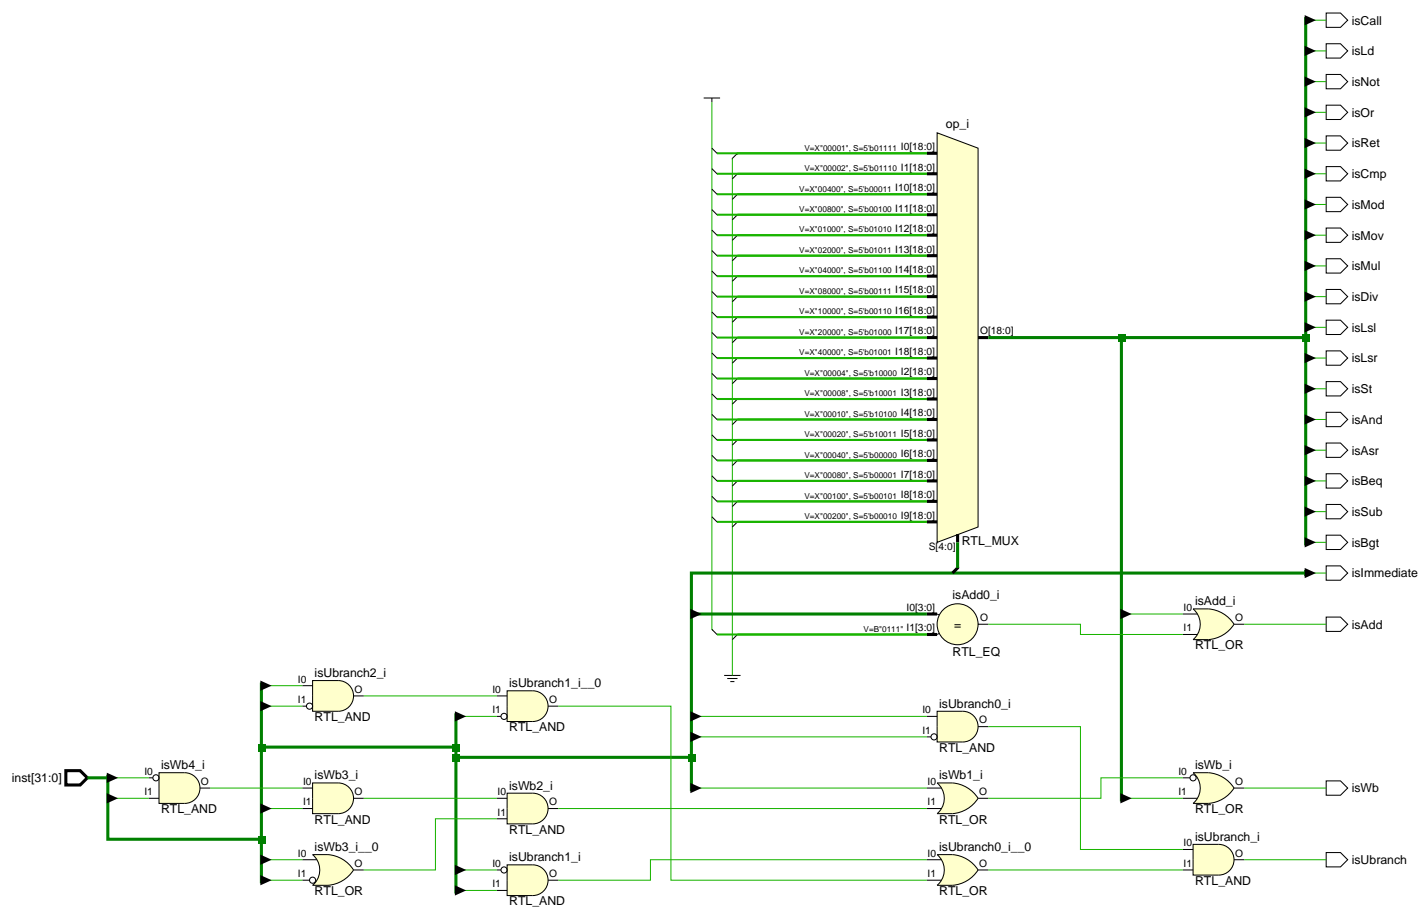 isCall
isLd
isNot
isOr
isRet
isCmp
isMod
isMov
isMul
isDiv
isLsl
isLsr
isSt
isAnd
isAsr
isBeq
isSub
isBgt
isImmediate
isAdd
isWb
isUbranch
op_i
V=X"00001", S=5'b01111 I0[18:0]
V=X"00002", S=5'b01110 I1[18:0]
V=X"00400", S=5'b00011 I10[18:0]
V=X"00800", S=5'b00100 I11[18:0]
V=X"01000", S=5'b01010 I12[18:0]
V=X"02000", S=5'b01011 I13[18:0]
V=X"04000", S=5'b01100 I14[18:0]
V=X"08000", S=5'b00111 I15[18:0]
V=X"10000", S=5'b00110 I16[18:0]
V=X"20000", S=5'b01000 I17[18:0]
V=X"40000", S=5'b01001 I18[18:0]
V=X"00004", S=5'b10000 I2[18:0]
V=X"00008", S=5'b10001 I3[18:0]
V=X"00010", S=5'b10100 I4[18:0]
V=X"00020", S=5'b10011 I5[18:0]
V=X"00040", S=5'b00000 I6[18:0]
V=X"00080", S=5'b00001 I7[18:0]
V=X"00100", S=5'b00101 I8[18:0]
V=X"00200", S=5'b00010 I9[18:0]
O[18:0]
S[4:0]
RTL_MUX
isAdd0_i
I0[3:0]
V=B"0111" I1[3:0]
=
O
RTL_EQ
isAdd_i
I0
I1
O
RTL_OR
isUbranch2_i
I0
I1
O
RTL_AND
isUbranch1_i__0
I0
I1
O
RTL_AND
isUbranch0_i
I0
I1
O
RTL_AND
inst[31:0]
isWb4_i
I0
I1
O
RTL_AND
isWb3_i
I0
I1
O
RTL_AND
isWb2_i
I0
I1
O
RTL_AND
isWb1_i
I0
I1
O
RTL_OR
isWb_i
I0
I1
O
RTL_OR
isWb3_i__0
I0
I1
O
RTL_OR
isUbranch1_i
I0
I1
O
RTL_AND
isUbranch0_i__0
I0
I1
O
RTL_OR
isUbranch_i
I0
I1
O
RTL_AND